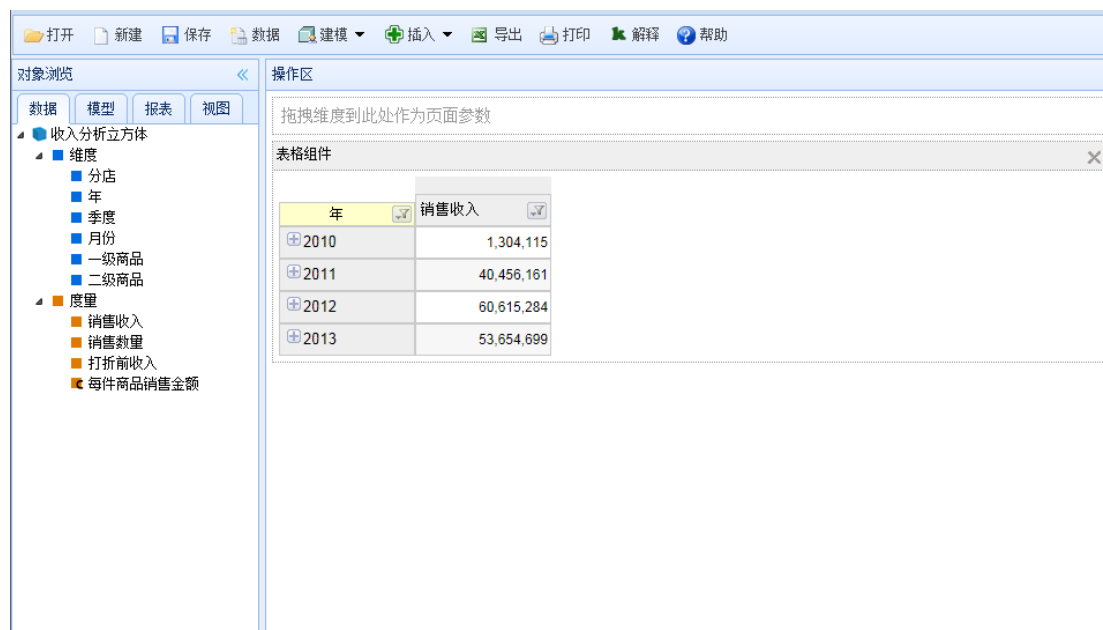 打开 新建 保存 数据 建模 插入 导出 打印 解释 帮助
对象浏览
操作区
数据 模型 报表 视图
收入分析立方体
维度
分店
年
季度
月份
一级商品
二级商品
度量
销售收入
销售数量
打折前收入
每件商品销售金额
拖拽维度到此处作为页面参数
表格组件
年 销售收入
2010 1,304,115
2011 40,456,161
2012 60,615,284
2013 53,654,699